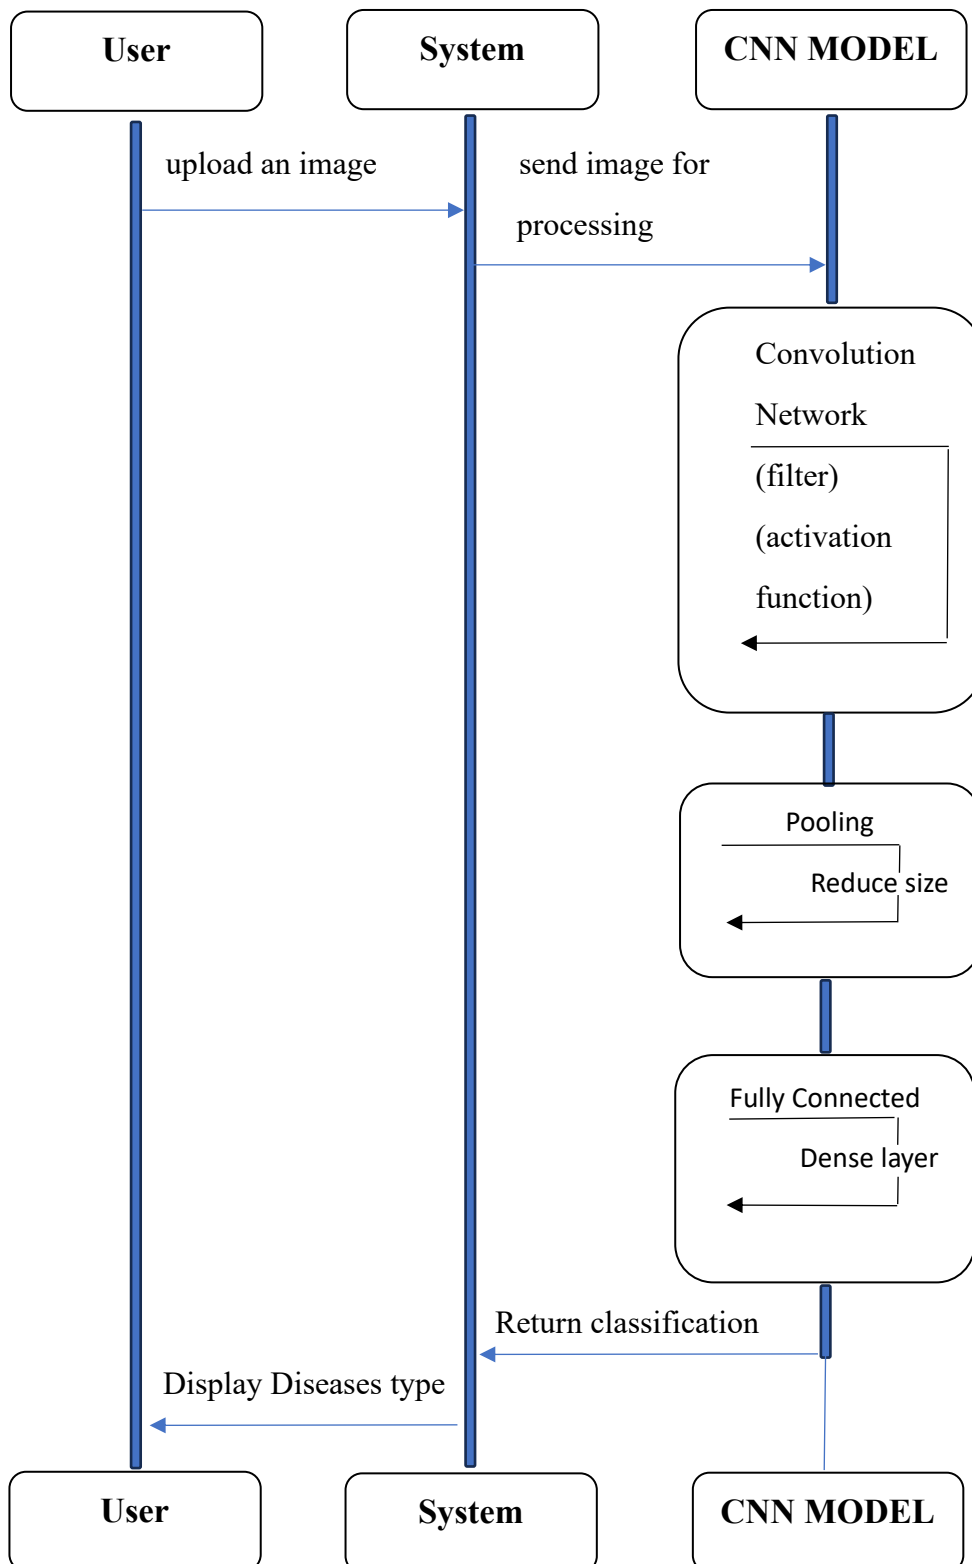 User
System
CNN MODEL
upload an image
send image for
processing
Convolution
Network
(filter)
(activation
function)
Pooling
Reduce size
Fully Connected
Dense layer
Return classification
Display Diseases type
User
System
CNN MODEL